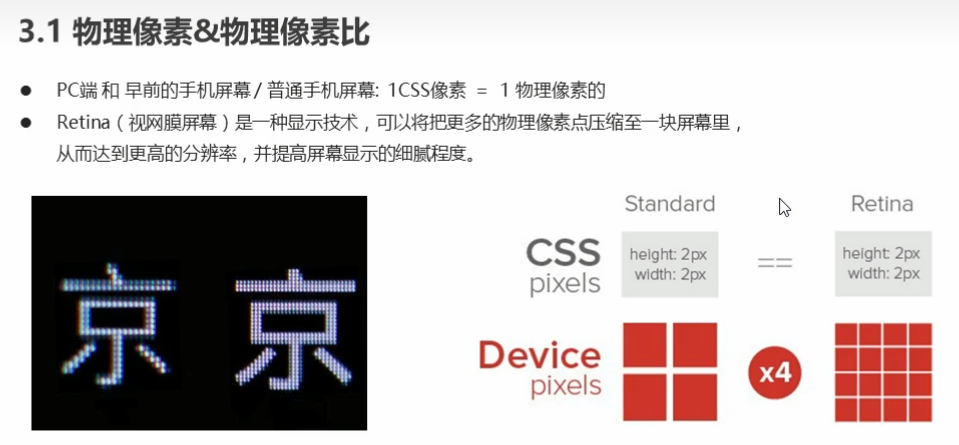 3.1 物理像素&物理像素比
● PC端 和 早前的手机屏幕 / 普通手机屏幕: 1CSS像素 = 1 物理像素的
● Retina（视网膜屏幕）是一种显示技术，可以将把更多的物理像素点压缩至一块屏幕里，
从而达到更高的分辨率，并提高屏幕显示的细腻程度。
京 京
Standard Retina
CSS
pixels
height: 2px
width: 2px
==
height: 2px
width: 2px
Device
pixels
x4